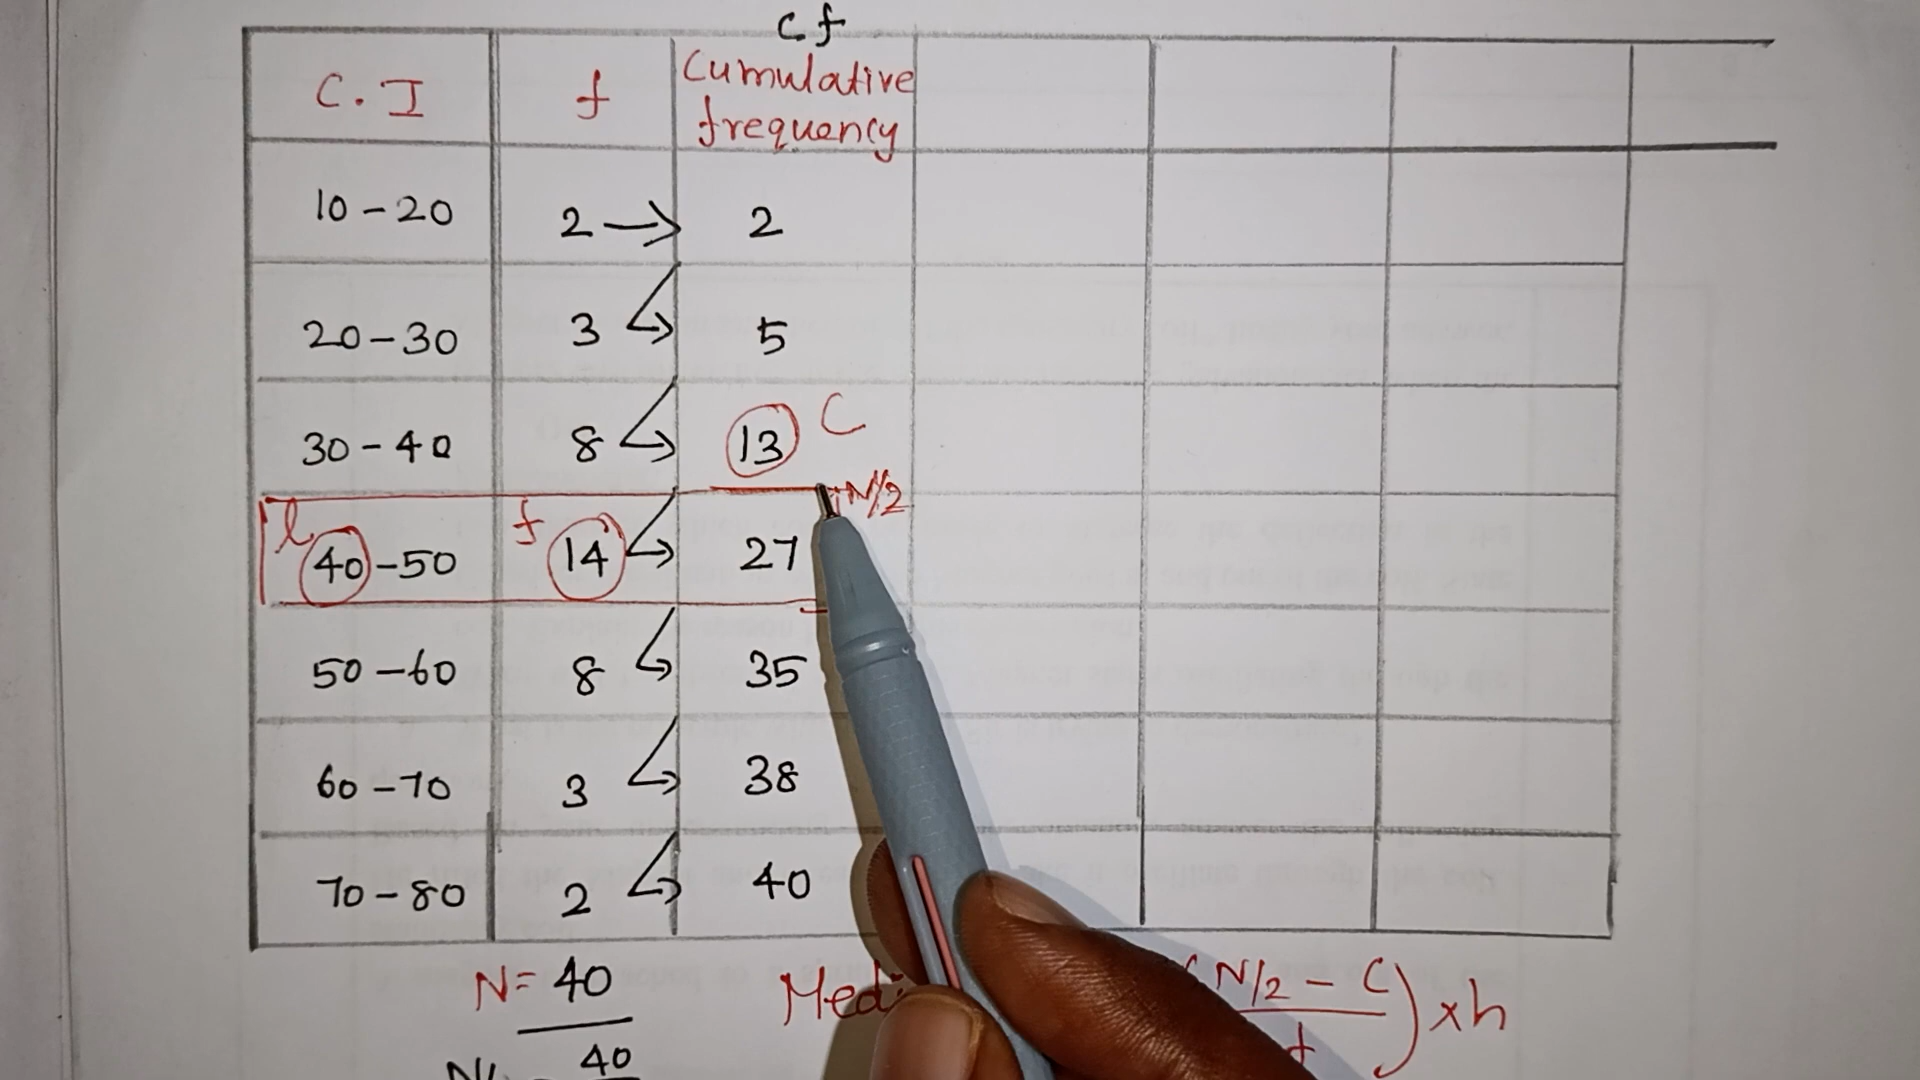 cf
C.I f Cumulative frequency
10-20 2 2
20-30 3 5
30-40 8 13 C
N/2
l 40-50 f 14 27
50-60 8 35
60-70 3 38
70-80 2 40
N= 40
(N/2 - C) × h
f
40